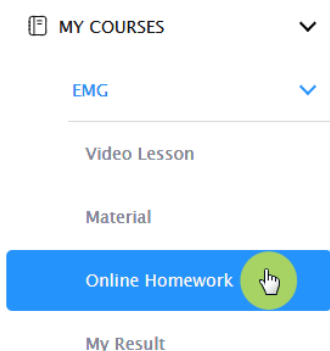 MY COURSES
EMG
Video Lesson
Material
Online Homework
My Result